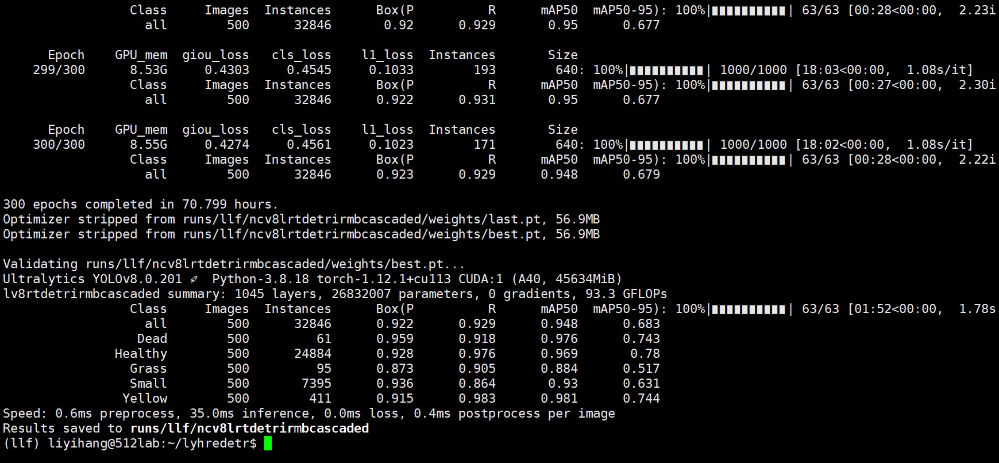 Class Images Instances Box(P R mAP50 mAP50-95): 100%|██████████| 63/63 [00:28<00:00, 2.23i
all 500 32846 0.92 0.929 0.95 0.677
Epoch GPU_mem giou_loss cls_loss l1_loss Instances Size
299/300 8.53G 0.4303 0.4545 0.1033 193 640: 100%|██████████| 1000/1000 [18:03<00:00, 1.08s/it]
Class Images Instances Box(P R mAP50 mAP50-95): 100%|██████████| 63/63 [00:27<00:00, 2.30i
all 500 32846 0.922 0.931 0.95 0.677
Epoch GPU_mem giou_loss cls_loss l1_loss Instances Size
300/300 8.55G 0.4274 0.4561 0.1023 171 640: 100%|██████████| 1000/1000 [18:02<00:00, 1.08s/it]
Class Images Instances Box(P R mAP50 mAP50-95): 100%|██████████| 63/63 [00:28<00:00, 2.22i
all 500 32846 0.923 0.929 0.948 0.679
300 epochs completed in 70.799 hours.
Optimizer stripped from runs/llf/ncv8lrtdetrirmbcascaded/weights/last.pt, 56.9MB
Optimizer stripped from runs/llf/ncv8lrtdetrirmbcascaded/weights/best.pt, 56.9MB
Validating runs/llf/ncv8lrtdetrirmbcascaded/weights/best.pt...
Ultralytics YOLOv8.0.201 🚀 Python-3.8.18 torch-1.12.1+cu113 CUDA:1 (A40, 45634MiB)
lv8rtdetrirmbcascaded summary: 1045 layers, 26832007 parameters, 0 gradients, 93.3 GFLOPs
Class Images Instances Box(P R mAP50 mAP50-95): 100%|██████████| 63/63 [01:52<00:00, 1.78s
all 500 32846 0.922 0.929 0.948 0.683
Dead 500 61 0.959 0.918 0.976 0.743
Healthy 500 24884 0.928 0.976 0.969 0.78
Grass 500 95 0.873 0.905 0.884 0.517
Small 500 7395 0.936 0.864 0.93 0.631
Yellow 500 411 0.915 0.983 0.981 0.744
Speed: 0.6ms preprocess, 35.0ms inference, 0.0ms loss, 0.4ms postprocess per image
Results saved to runs/llf/ncv8lrtdetrirmbcascaded
(llf) liyihang@512lab:~/lyhredetr$